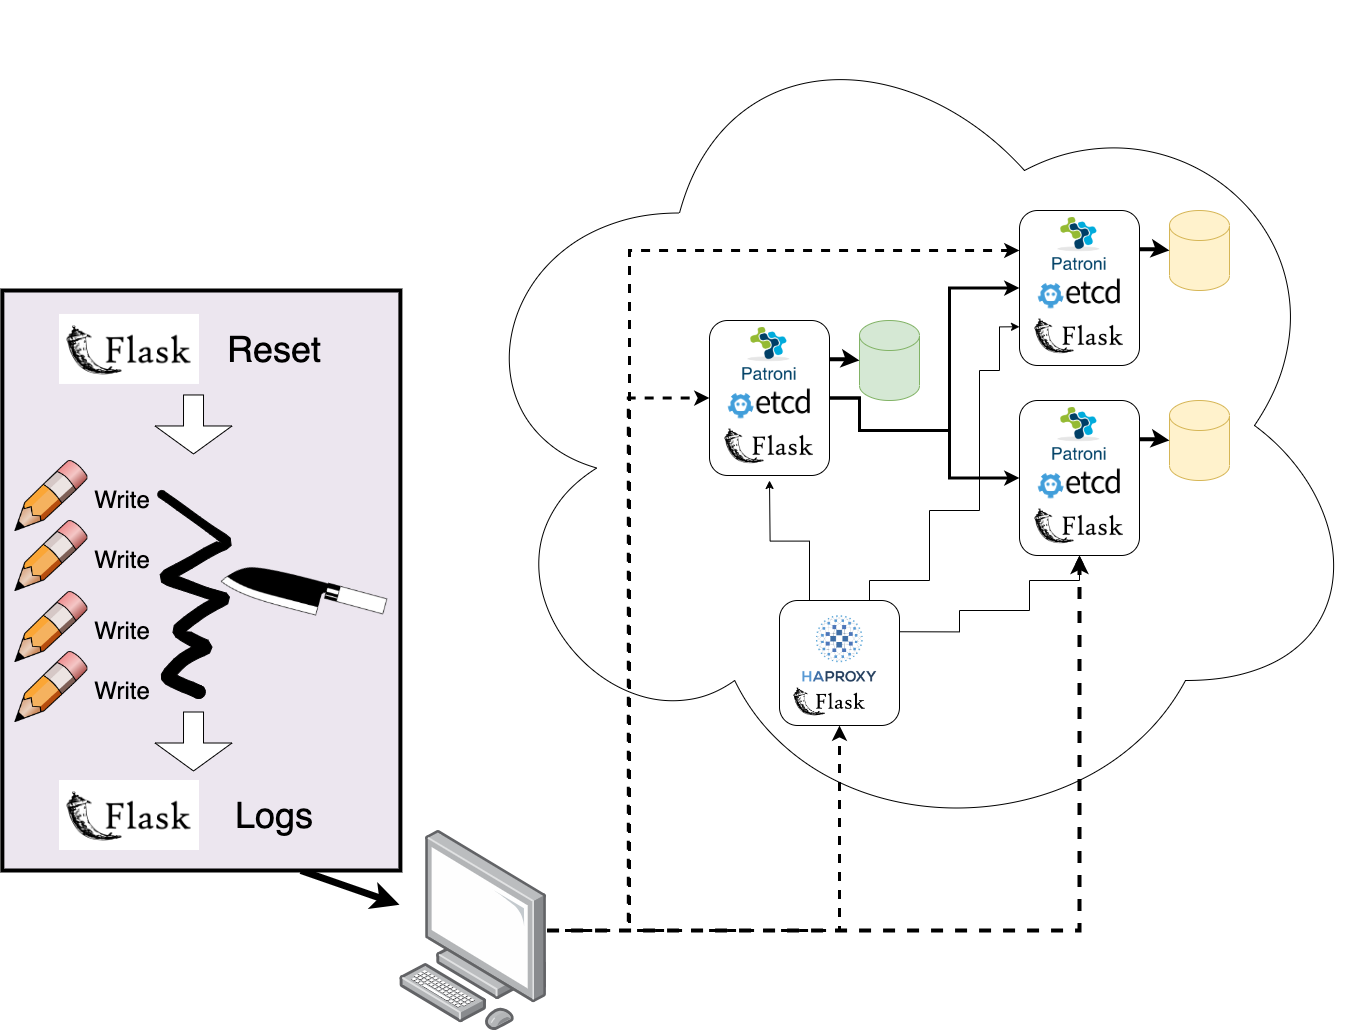 Flask Reset
Write
Write
Write
Write
Flask Logs
Patroni
etcd
Flask
Patroni
etcd
Flask
Patroni
etcd
Flask
HAPROXY
Flask